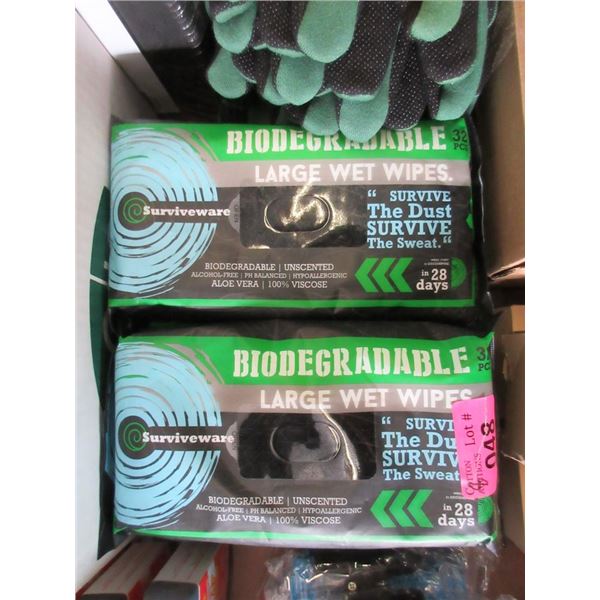 BIODEGRADABLE
32
PCS
LARGE WET WIPES.
Surviveware
" SURVIVE
The Dust
SURVIVE
The Sweat."
BIODEGRADABLE | UNSCENTED
ALCOHOL-FREE | PH BALANCED | HYPOALLERGENIC
ALOE VERA | 100% VISCOSE
in 28
days
BIODEGRADABLE
LARGE WET WIPES
Surviveware
" SURVI
The Dust
SURVIV
The Sweat
BIODEGRADABLE | UNSCENTED
ALCOHOL-FREE | PH BALANCED | HYPOALLERGENIC
ALOE VERA | 100% VISCOSE
in 28
days
Lot #
048